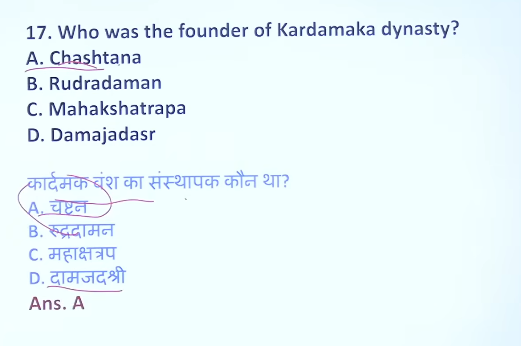 17. Who was the founder of Kardamaka dynasty?
A. Chashtana
B. Rudradaman
C. Mahakshatrapa
D. Damajadasr
कार्दमक वंश का संस्थापक कौन था?
A. चष्टन
B. रुद्रदामन
C. महाक्षत्रप
D. दामजदश्री
Ans. A